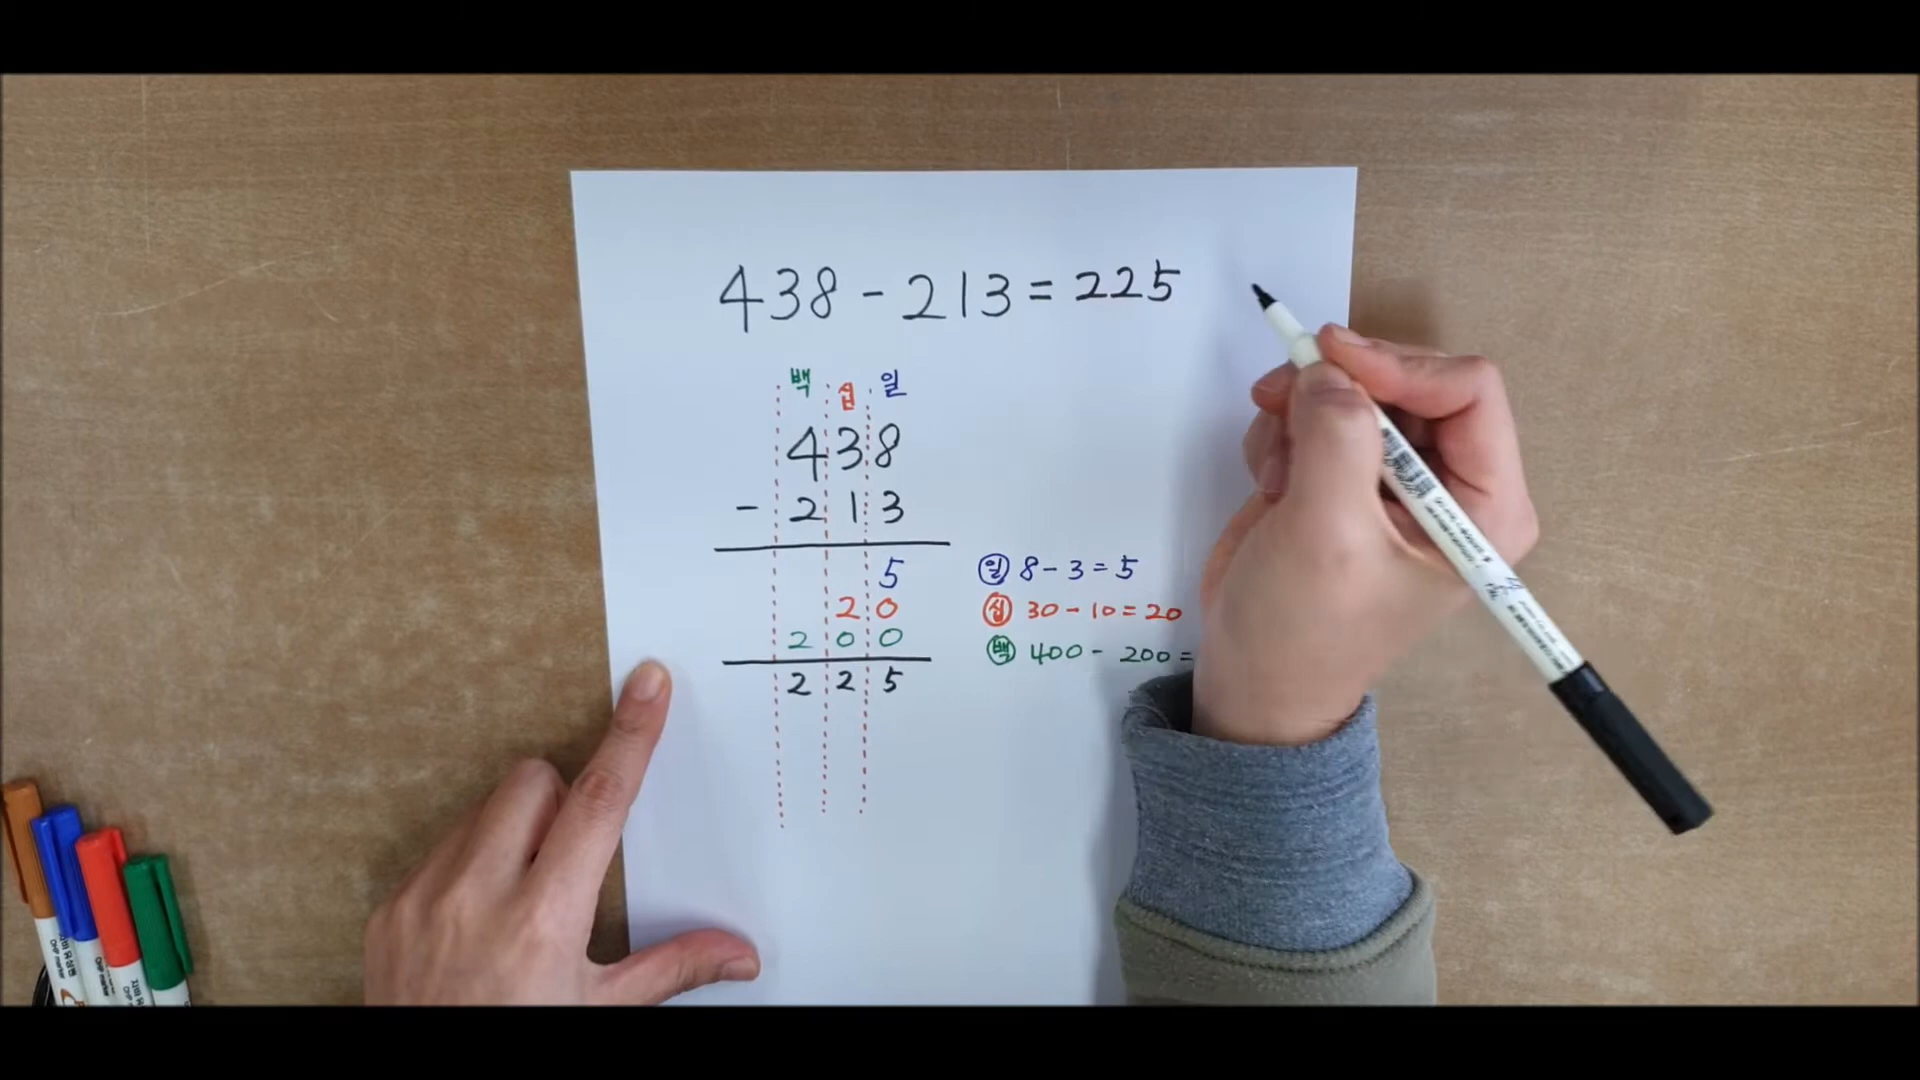 438 - 213 = 225
백 십 일
438
- 213
5
20
200
225
일 8 - 3 = 5
십 30 - 10 = 20
백 400 - 200 =